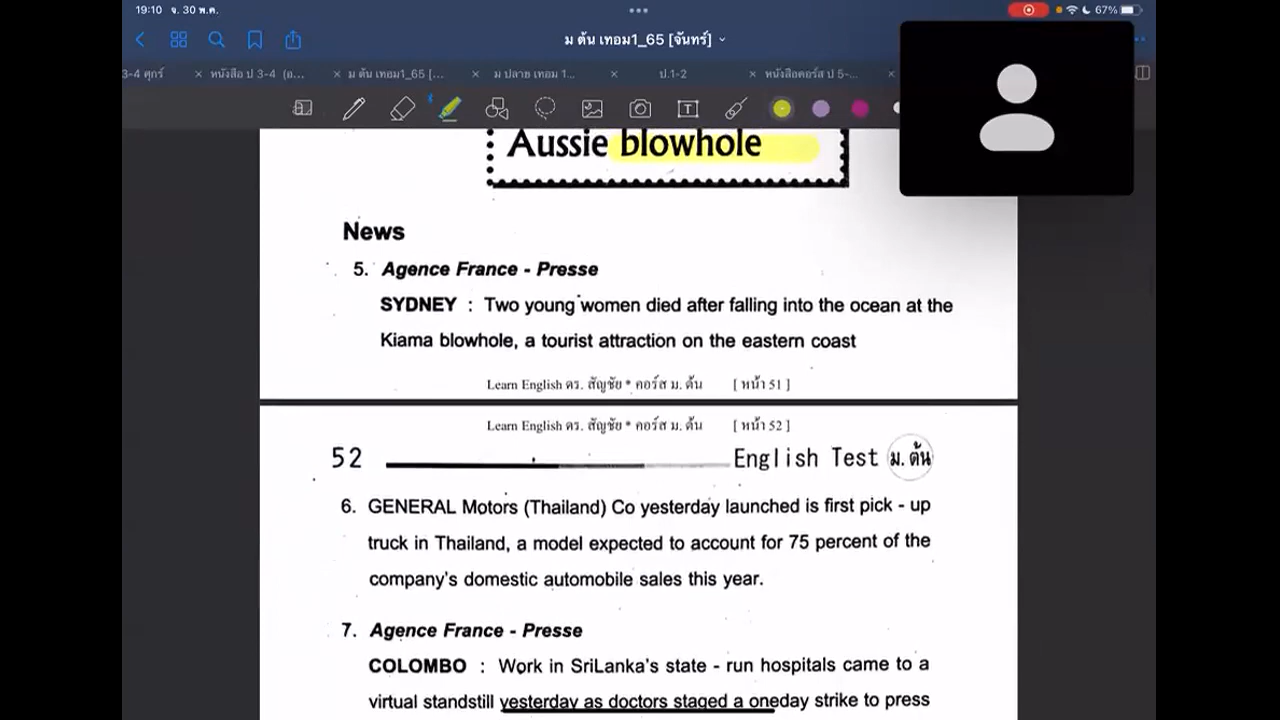 19:10 จ. 30 พ.ค.
67%
ม ต้น เทอม1_65 [จันทร์]
3-4 ศุกร์
หนังสือ ป 3-4 (อ...
ม ต้น เทอม1_65 [...
ม ปลาย เทอม 1...
ป.1-2
หนังสือคอร์ส ป 5-...
Aussie blowhole
News
5. Agence France - Presse
SYDNEY : Two young women died after falling into the ocean at the
Kiama blowhole, a tourist attraction on the eastern coast
Learn English ดร. สัญชัย * คอร์ส ม. ต้น [ หน้า 51 ]
Learn English ดร. สัญชัย * คอร์ส ม. ต้น [ หน้า 52 ]
52 English Test ม. ต้น
6. GENERAL Motors (Thailand) Co yesterday launched is first pick - up
truck in Thailand, a model expected to account for 75 percent of the
company's domestic automobile sales this year.
7. Agence France - Presse
COLOMBO : Work in SriLanka's state - run hospitals came to a
virtual standstill yesterday as doctors staged a oneday strike to press